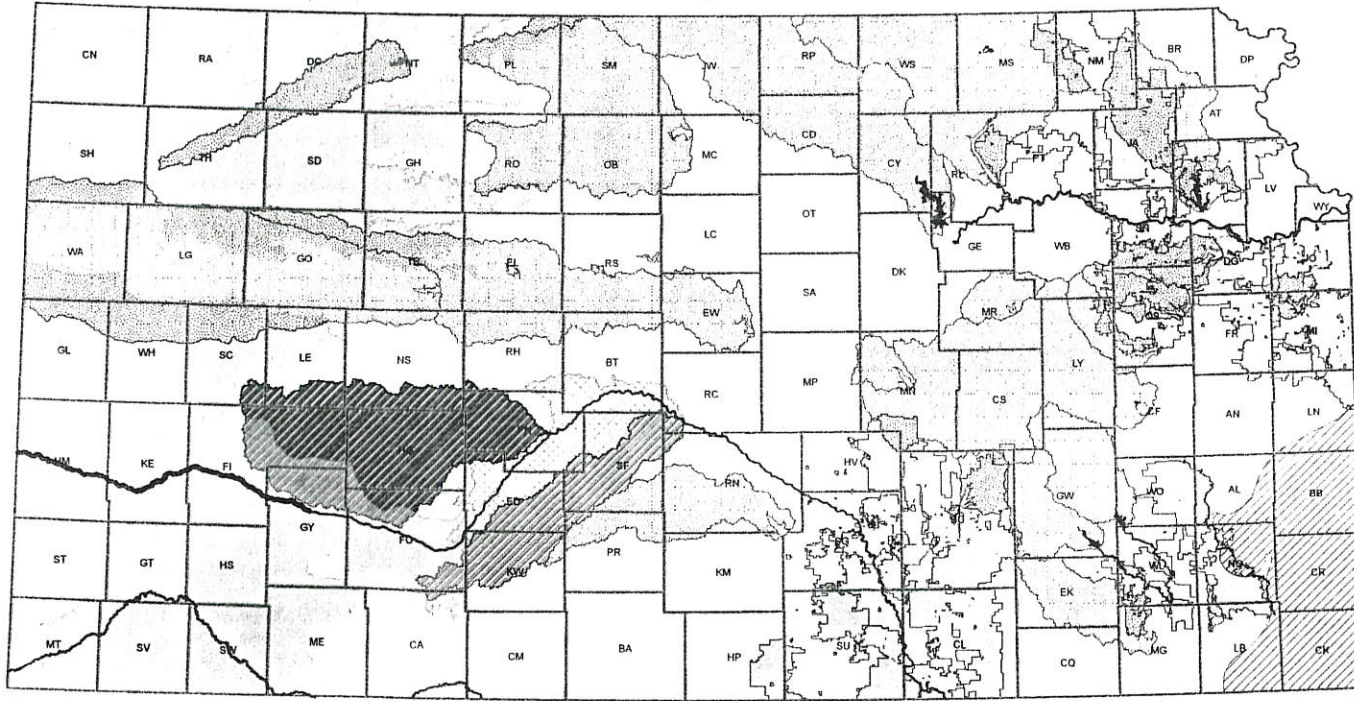 CN RA DC NT PL SM RP WS MS NM BR DP
SH TH SD GH RO OB MC CD CY RL JA AT
WA LG GO TR EL RS LC OT DK GE WB SN LV WY
SA EW MR DG JO
GL WH SC LE NS RH BT RC MP MN CS LY OS FR MI
HM KE FI SF RN HV CF AN LN
ED GW WO AL BB
ST GT HS GY FO KW PR KM SG EK WL NO CR
MT SV SW ME CA CM BA HP SU CL CQ MG LB CK